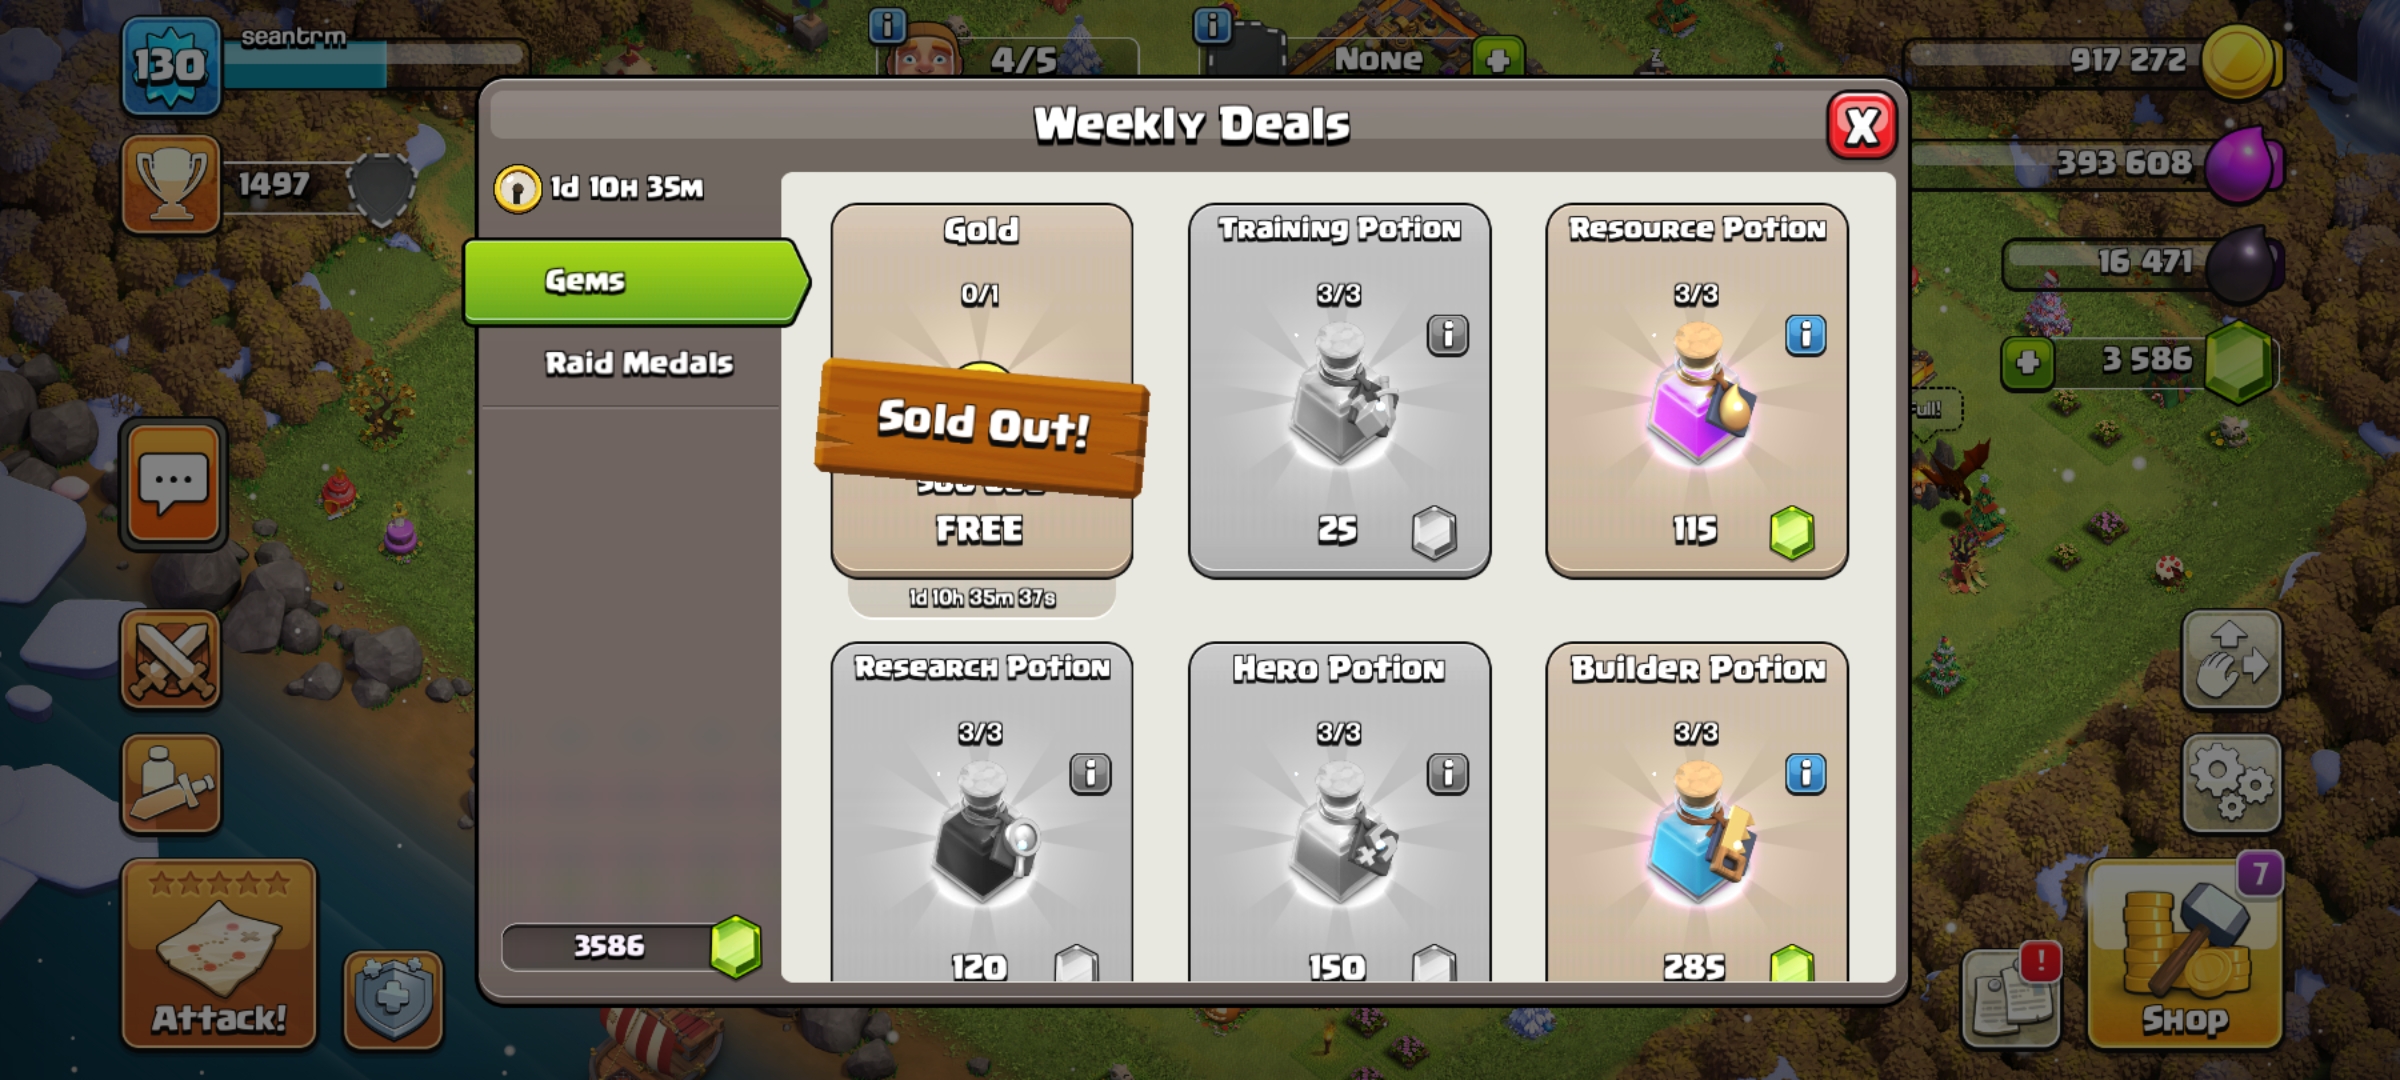 130
seantrm
4/5
None
917 272
Weekly Deals
X
1497
1d 10H 35M
393 608
Gems
Raid Medals
16 471
3 586
Full!
Gold
0/1
Sold Out!
FREE
1d 10h 35m 37s
Training Potion
3/3
i
25
Resource Potion
3/3
i
115
Research Potion
3/3
i
120
Hero Potion
3/3
i
150
Builder Potion
3/3
i
285
3586
Attack!
7
!
Shop